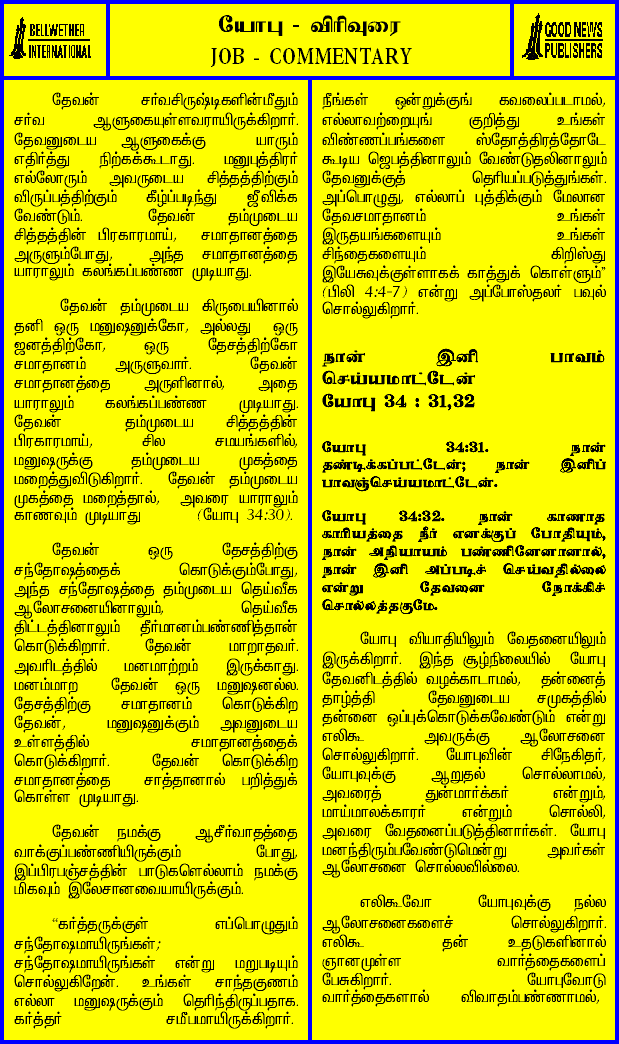 BELLWETHER
INTERNATIONAL
யோபு - விரிவுரை
JOB - COMMENTARY
GOOD NEWS
PUBLISHERS
தேவன் சர்வசிருஷ்டிகளின்மீதும்
சர்வ ஆளுகையுள்ளவராயிருக்கிறார்.
தேவனுடைய ஆளுகைக்கு யாரும்
எதிர்த்து நிற்கக்கூடாது. மனுபுத்திரர்
எல்லோரும் அவருடைய சித்தத்திற்கும்
விருப்பத்திற்கும் கீழ்ப்படிந்து ஜீவிக்க
வேண்டும். தேவன் தம்முடைய
சித்தத்தின் பிரகாரமாய், சமாதானத்தை
அருளும்போது, அந்த சமாதானத்தை
யாராலும் கலங்கப்பண்ண முடியாது.
தேவன் தம்முடைய கிருபையினால்
தனி ஒரு மனுஷனுக்கோ, அல்லது ஒரு
ஜனத்திற்கோ, ஒரு தேசத்திற்கோ
சமாதானம் அருளுவார். தேவன்
சமாதானத்தை அருளினால், அதை
யாராலும் கலங்கப்பண்ண முடியாது.
தேவன் தம்முடைய சித்தத்தின்
பிரகாரமாய், சில சமயங்களில்,
மனுஷருக்கு தம்முடைய முகத்தை
மறைத்துவிடுகிறார். தேவன் தம்முடைய
முகத்தை மறைத்தால், அவரை யாராலும்
காணவும் முடியாது (யோபு 34:30).
தேவன் ஒரு தேசத்திற்கு
சந்தோஷத்தைக் கொடுக்கும்போது,
அந்த சந்தோஷத்தை தம்முடைய தெய்வீக
ஆலோசனையினாலும், தெய்வீக
திட்டத்தினாலும் தீர்மானம்பண்ணித்தான்
கொடுக்கிறார். தேவன் மாறாதவர்.
அவரிடத்தில் மனமாற்றம் இருக்காது.
மனம்மாற தேவன் ஒரு மனுஷனல்ல.
தேசத்திற்கு சமாதானம் கொடுக்கிற
தேவன், மனுஷனுக்கும் அவனுடைய
உள்ளத்தில் சமாதானத்தைக்
கொடுக்கிறார். தேவன் கொடுக்கிற
சமாதானத்தை சாத்தானால் பறித்துக்
கொள்ள முடியாது.
தேவன் நமக்கு ஆசீர்வாதத்தை
வாக்குப்பண்ணியிருக்கும் போது,
இப்பிரபஞ்சத்தின் பாடுகளெல்லாம் நமக்கு
மிகவும் இலேசானவையாயிருக்கும்.
“கர்த்தருக்குள் எப்பொழுதும்
சந்தோஷமாயிருங்கள்;
சந்தோஷமாயிருங்கள் என்று மறுபடியும்
சொல்லுகிறேன். உங்கள் சாந்தகுணம்
எல்லா மனுஷருக்கும் தெரிந்திருப்பதாக.
கர்த்தர் சமீபமாயிருக்கிறார்.
நீங்கள் ஒன்றுக்குங் கவலைப்படாமல்,
எல்லாவற்றையுங் குறித்து உங்கள்
விண்ணப்பங்களை ஸ்தோத்திரத்தோடே
கூடிய ஜெபத்தினாலும் வேண்டுதலினாலும்
தேவனுக்குத் தெரியப்படுத்துங்கள்.
அப்பொழுது, எல்லாப் புத்திக்கும் மேலான
தேவசமாதானம் உங்கள்
இருதயங்களையும் உங்கள்
சிந்தைகளையும் கிறிஸ்து
இயேசுவுக்குள்ளாகக் காத்துக் கொள்ளும்”
(பிலி 4:4-7) என்று அப்போஸ்தலர் பவுல்
சொல்லுகிறார்.
நான் இனி பாவம்
செய்யமாட்டேன்
யோபு 34 : 31,32
யோபு 34:31. நான்
தண்டிக்கப்பட்டேன்; நான் இனிப்
பாவஞ்செய்யமாட்டேன்.
யோபு 34:32. நான் காணாத
காரியத்தை நீர் எனக்குப் போதியும்,
நான் அநியாயம் பண்ணினேனானால்,
நான் இனி அப்படிச் செய்வதில்லை
என்று தேவனை நோக்கிச்
சொல்லத்தகுமே.
யோபு வியாதியிலும் வேதனையிலும்
இருக்கிறார். இந்த சூழ்நிலையில் யோபு
தேவனிடத்தில் வழக்காடாமல், தன்னைத்
தாழ்த்தி தேவனுடைய சமுகத்தில்
தன்னை ஒப்புக்கொடுக்கவேண்டும் என்று
எலிகூ அவருக்கு ஆலோசனை
சொல்லுகிறார். யோபுவின் சிநேகிதர்,
யோபுவுக்கு ஆறுதல் சொல்லாமல்,
அவரைத் துன்மார்க்கர் என்றும்,
மாய்மாலக்காரர் என்றும் சொல்லி,
அவரை வேதனைப்படுத்தினார்கள். யோபு
மனந்திரும்பவேண்டுமென்று அவர்கள்
ஆலோசனை சொல்லவில்லை.
எலிகூவோ யோபுவுக்கு நல்ல
ஆலோசனைகளைச் சொல்லுகிறார்.
எலிகூ தன் உதடுகளினால்
ஞானமுள்ள வார்த்தைகளைப்
பேசுகிறார். யோபுவோடு
வார்த்தைகளால் விவாதம்பண்ணாமல்,